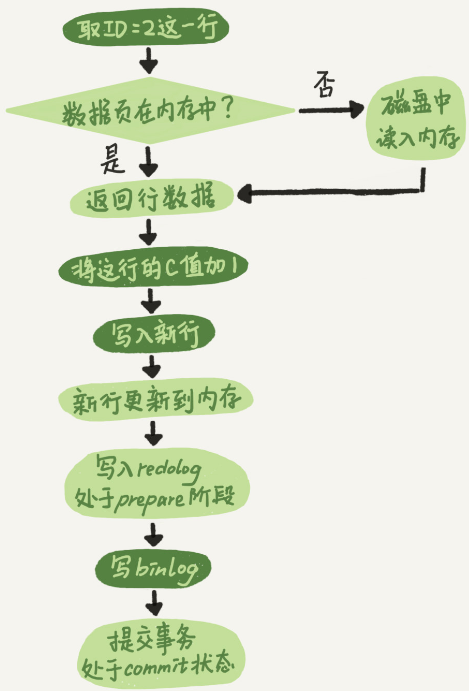 取ID=2这一行
数据页在内存中?
否
磁盘中
读入内存
是
返回行数据
将这行的C值加1
写入新行
新行更新到内存
写入redolog
处于prepare阶段
写binlog
提交事务
处于commit状态